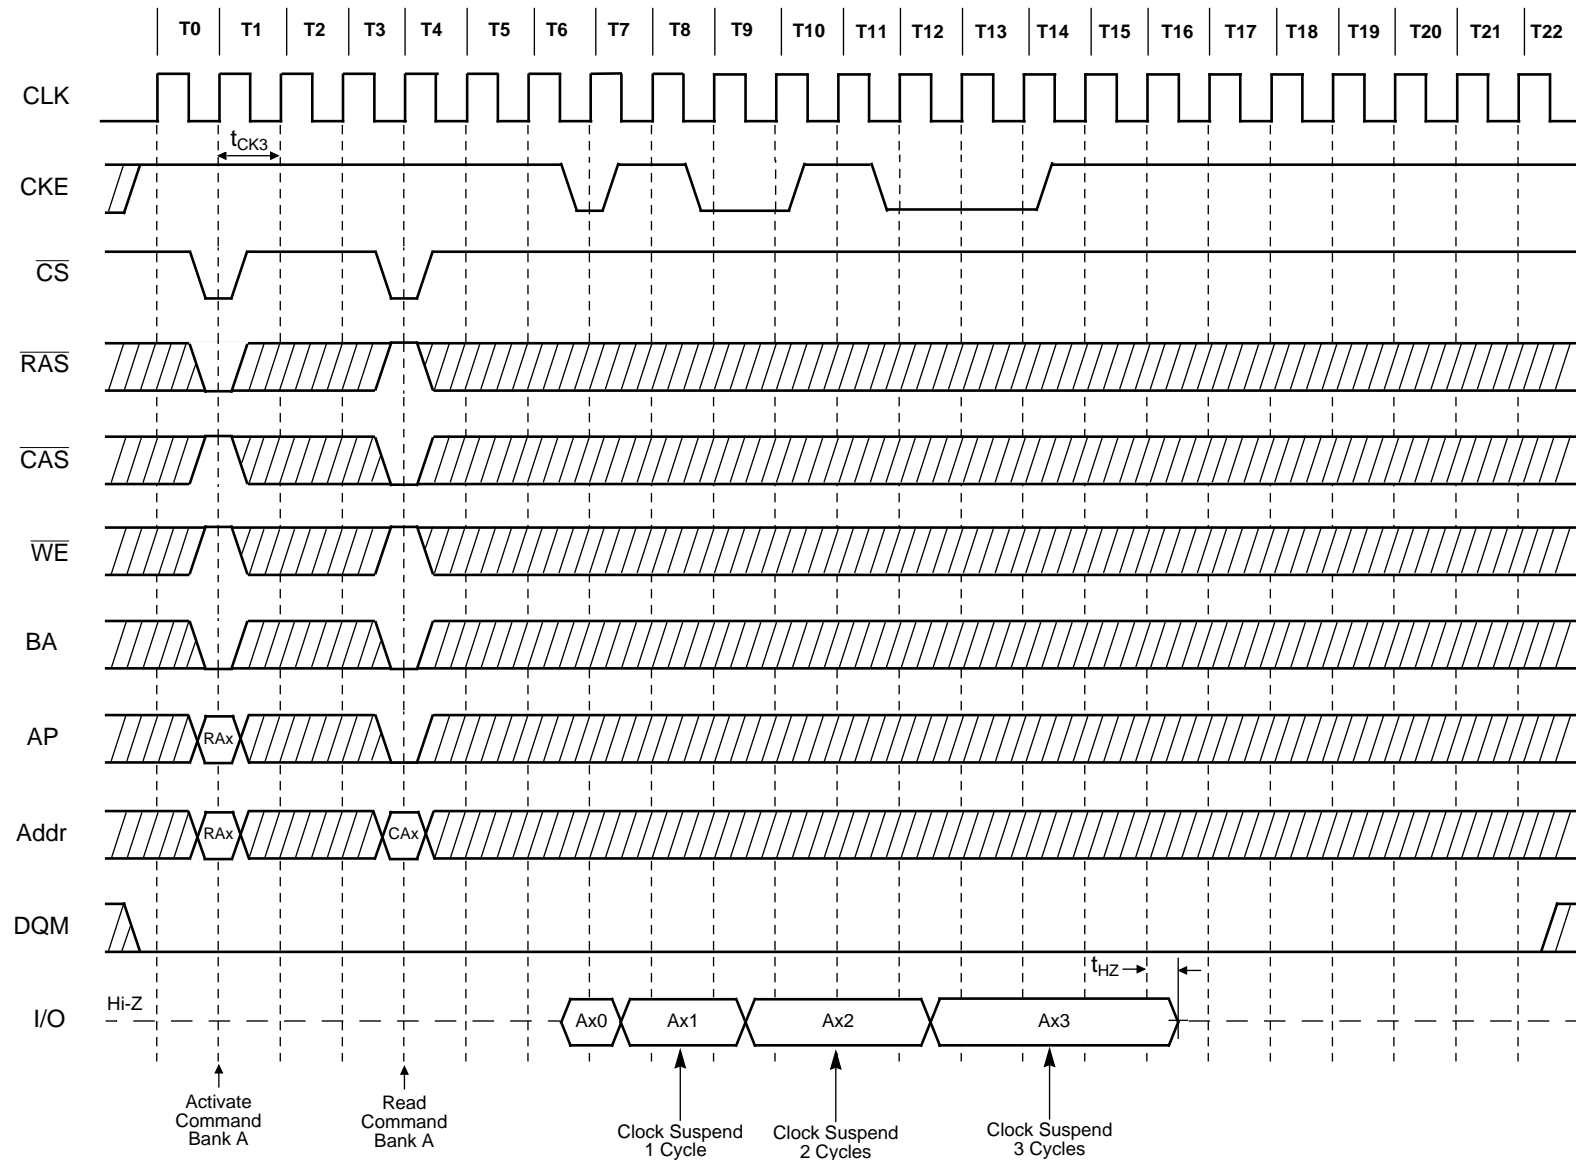 T0 T1 T2 T3 T4 T5 T6 T7 T8 T9 T10 T11 T12 T13 T14 T15 T16 T17 T18 T19 T20 T21 T22
CLK
tCK3
CKE
CS
RAS
CAS
WE
BA
AP RAx
Addr RAx CAx
DQM
tHZ
Hi-Z
I/O Ax0 Ax1 Ax2 Ax3
Activate
Command
Bank A
Read
Command
Bank A
Clock Suspend
1 Cycle
Clock Suspend
2 Cycles
Clock Suspend
3 Cycles